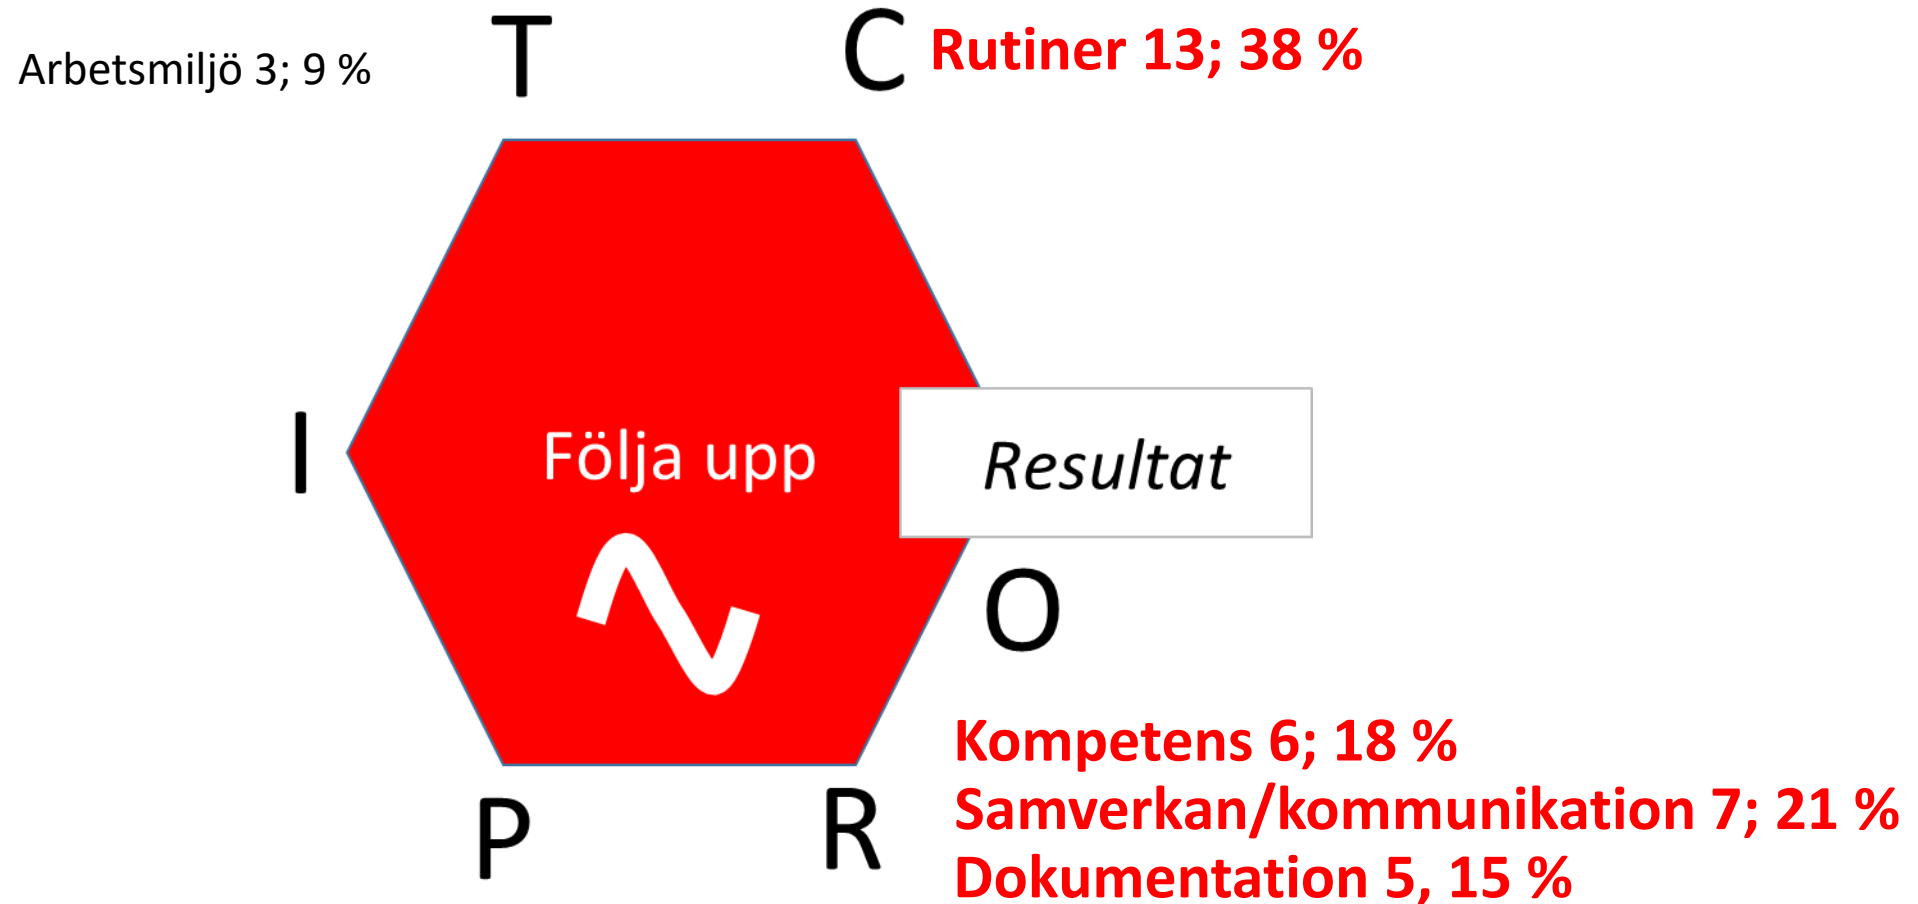 T
C
Rutiner 13; 38 %
Arbetsmiljö 3; 9 %
I
Följa upp
Resultat
O
Kompetens 6; 18 %
Samverkan/kommunikation 7; 21 %
P
R
Dokumentation 5, 15 %